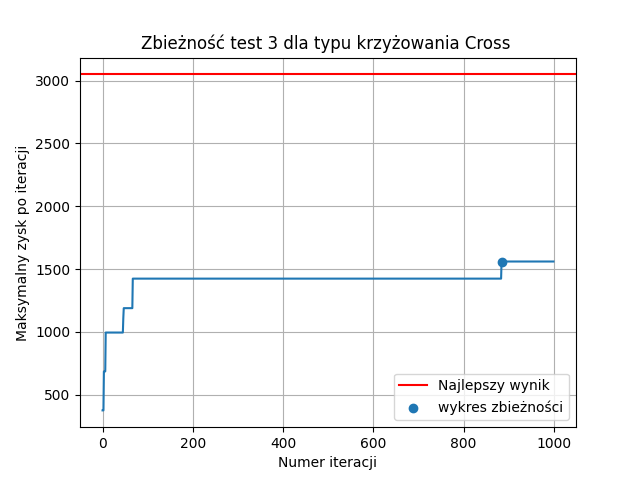 Zbieżność test 3 dla typu krzyżowania Cross
Maksymalny zysk po iteracji
3000
2500
2000
1500
1000
500
0
200
400
600
800
1000
Numer iteracji
Najlepszy wynik
wykres zbieżności